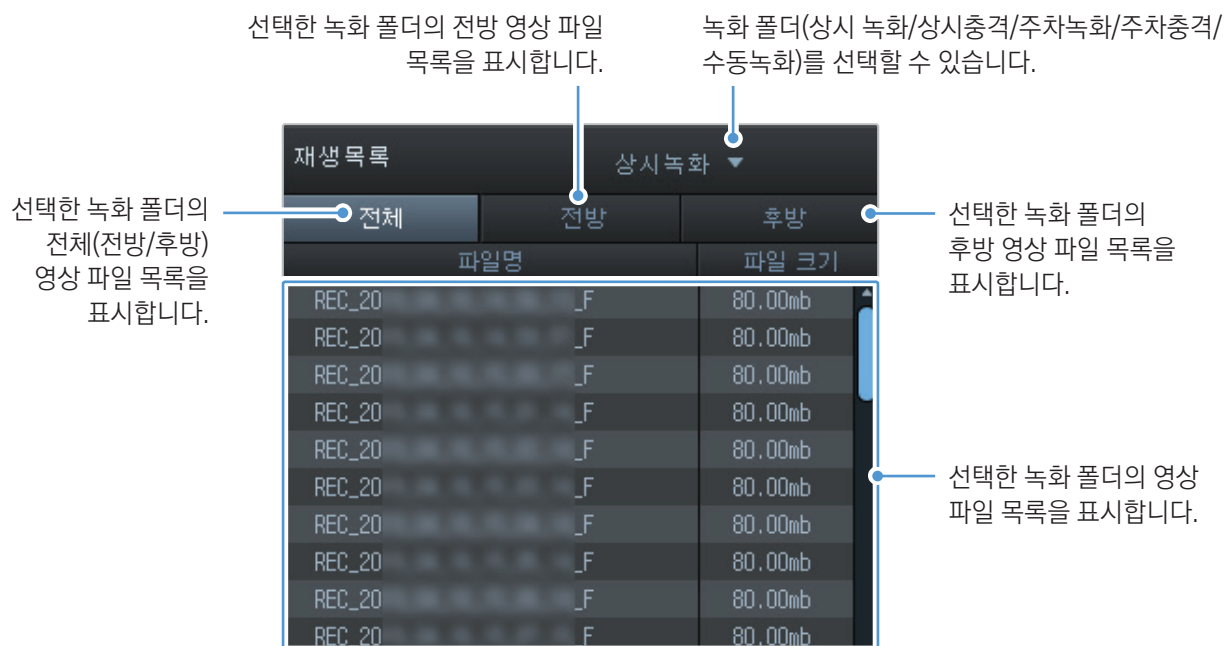 선택한 녹화 폴더의 전방 영상 파일
목록을 표시합니다.
녹화 폴더(상시 녹화/상시충격/주차녹화/주차충격/
수동녹화)를 선택할 수 있습니다.
재생목록
상시녹화 ▼
전체
전방
후방
파일명
파일 크기
선택한 녹화 폴더의
전체(전방/후방)
영상 파일 목록을
표시합니다.
선택한 녹화 폴더의
후방 영상 파일 목록을
표시합니다.
REC_20 _F 80.00mb
REC_20 _F 80.00mb
REC_20 _F 80.00mb
REC_20 _F 80.00mb
REC_20 _F 80.00mb
REC_20 _F 80.00mb
REC_20 _F 80.00mb
REC_20 _F 80.00mb
REC_20 _F 80.00mb
REC_20 _F 80.00mb
선택한 녹화 폴더의 영상
파일 목록을 표시합니다.